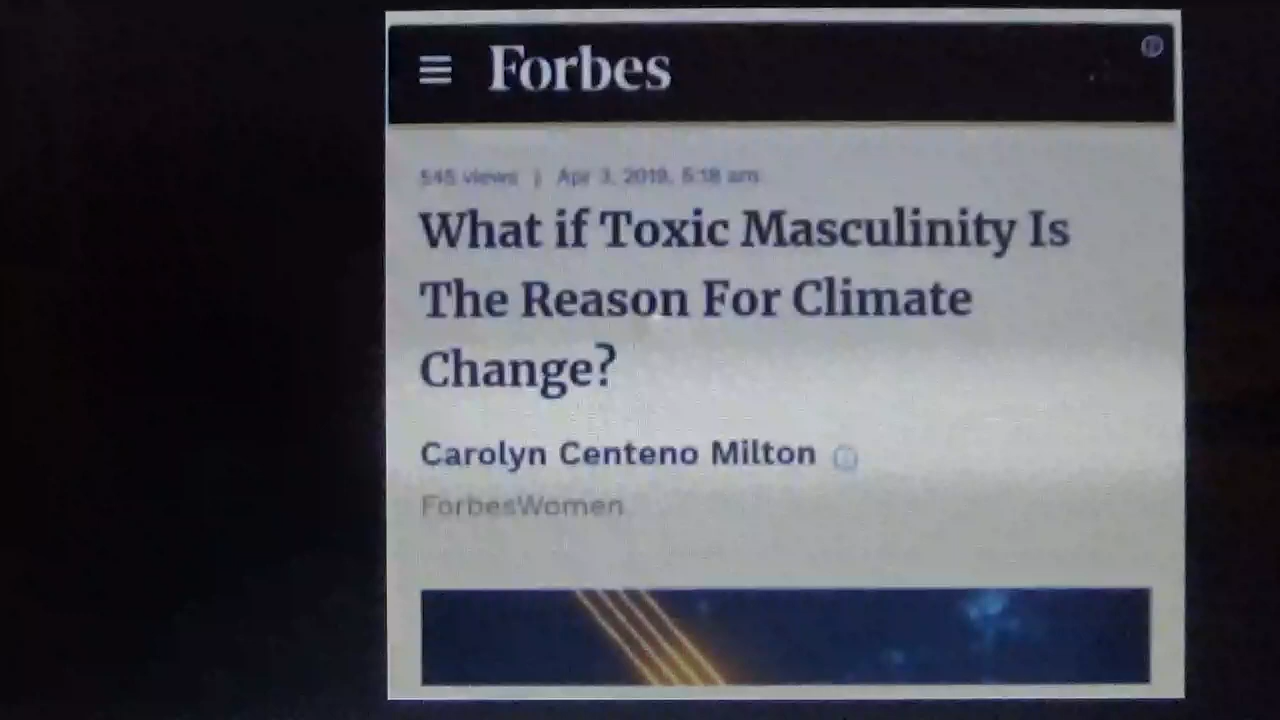 Forbes
545 views | Apr 3, 2019, 5:18 am
What if Toxic Masculinity Is
The Reason For Climate
Change?
Carolyn Centeno Milton
ForbesWomen